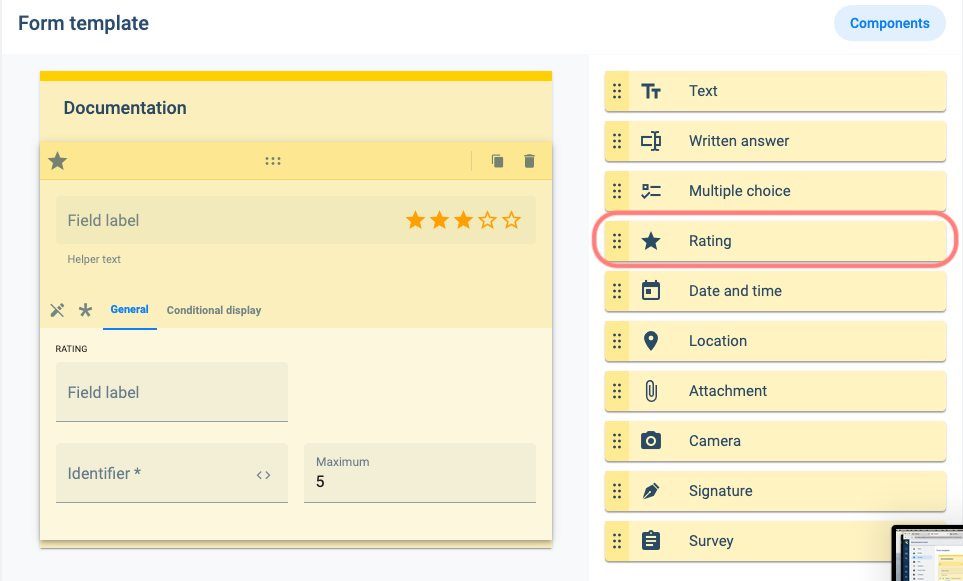 Form template
Components
Documentation
Field label
Helper text
General
Conditional display
RATING
Field label
Identifier *
Maximum
5
Text
Written answer
Multiple choice
Rating
Date and time
Location
Attachment
Camera
Signature
Survey